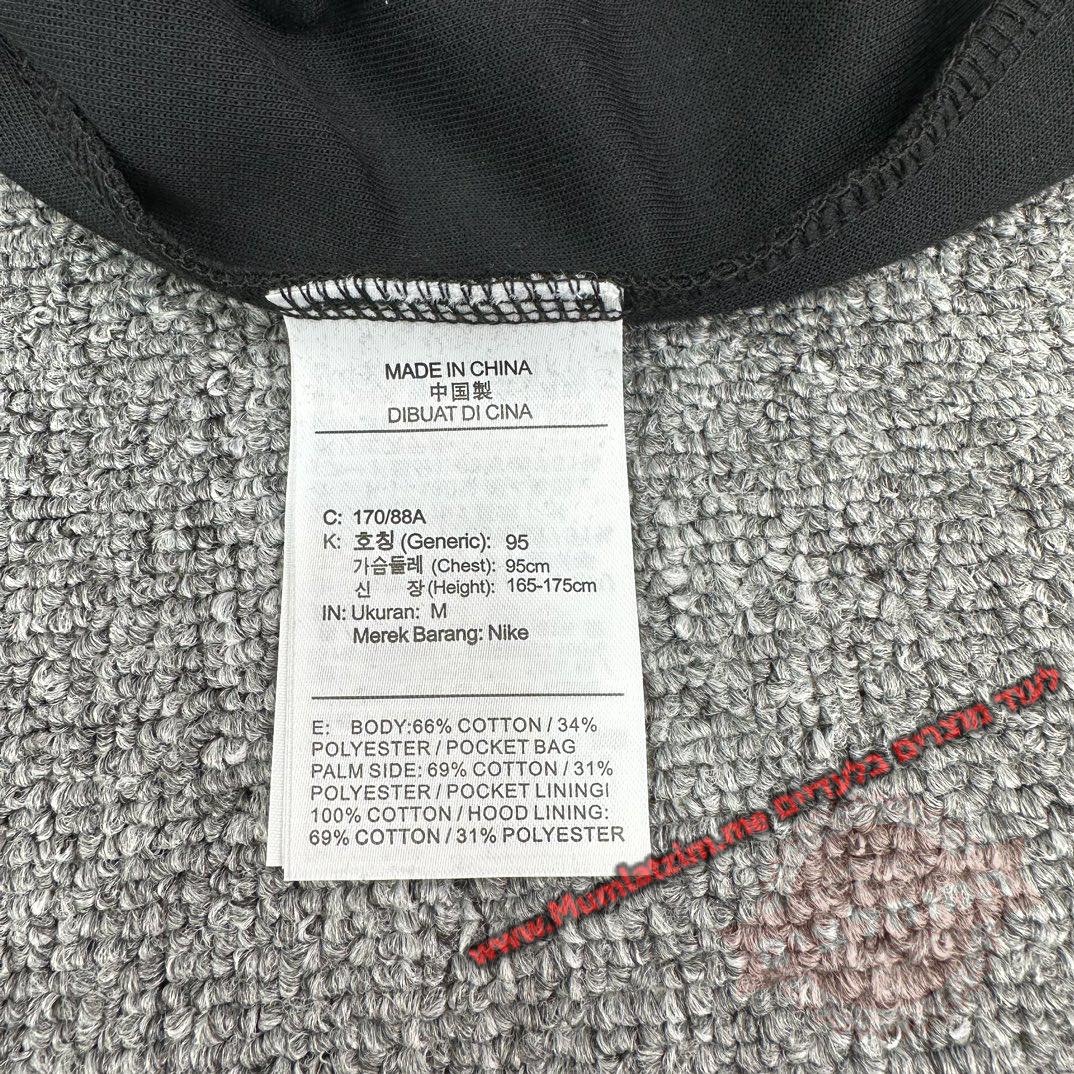 MADE IN CHINA
中国製
DIBUAT DI CINA
C: 170/88A
K: 호칭 (Generic): 95
가슴둘레 (Chest): 95cm
신 장 (Height): 165-175cm
IN: Ukuran: M
Merek Barang: Nike
E: BODY:66% COTTON / 34%
POLYESTER / POCKET BAG
PALM SIDE: 69% COTTON / 31%
POLYESTER / POCKET LININGI
100% COTTON / HOOD LINING:
69% COTTON / 31% POLYESTER
www.Mumlatzim.me